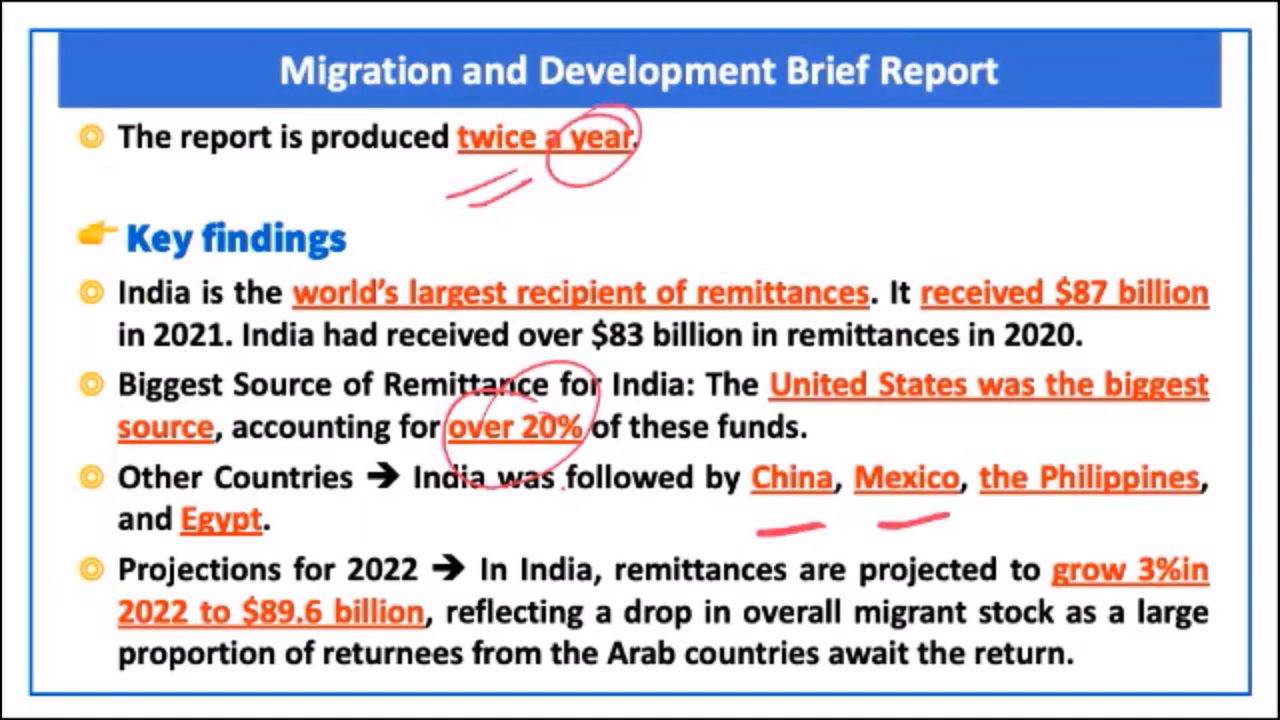 Migration and Development Brief Report
The report is produced twice a year.
Key findings
India is the world's largest recipient of remittances. It received $87 billion
in 2021. India had received over $83 billion in remittances in 2020.
Biggest Source of Remittance for India: The United States was the biggest
source, accounting for over 20% of these funds.
Other Countries ➔ India was followed by China, Mexico, the Philippines,
and Egypt.
Projections for 2022 ➔ In India, remittances are projected to grow 3%in
2022 to $89.6 billion, reflecting a drop in overall migrant stock as a large
proportion of returnees from the Arab countries await the return.